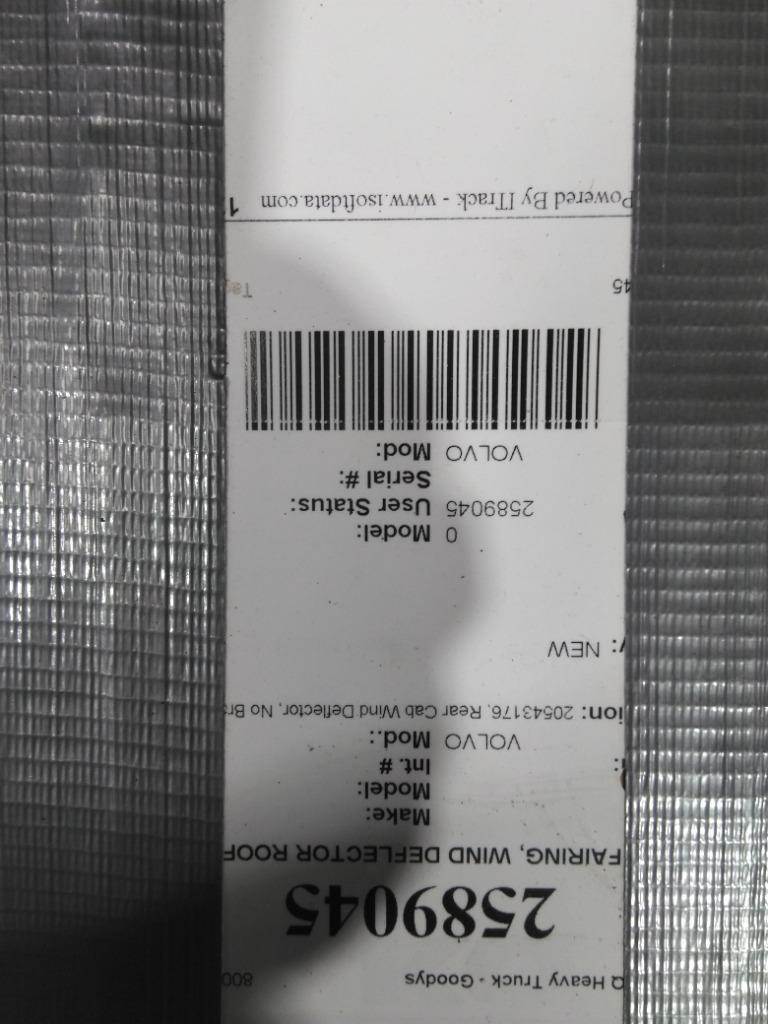 Q Heavy Truck - Goodys 800
2589045
FAIRING, WIND DEFLECTOR ROOF
Make:
Model:
Int. #
VOLVO Mod.:
ion: 20543176, Rear Cab Wind Deflector, No Br
y: NEW
0 Model:
2589045 User Status:
Serial #:
VOLVO Mod:
45 Tag
Powered By ITrack - www.isoftdata.com 1